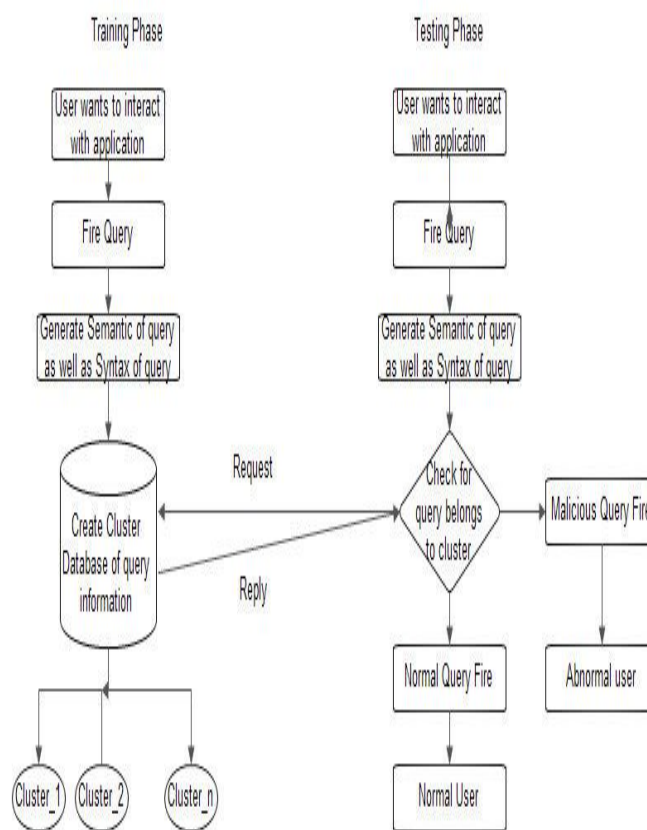 Training Phase
User wants to interact
with application
Fire Query
Generate Semantic of query
as well as Syntax of query
Create Cluster
Database of query
information
Cluster_1
Cluster_2
Cluster_n
Request
Reply
Testing Phase
User wants to interact
with application
Fire Query
Generate Semantic of query
as well as Syntax of query
Check for
query belongs
to cluster
Malicious Query Fire
Abnormal user
Normal Query Fire
Normal User